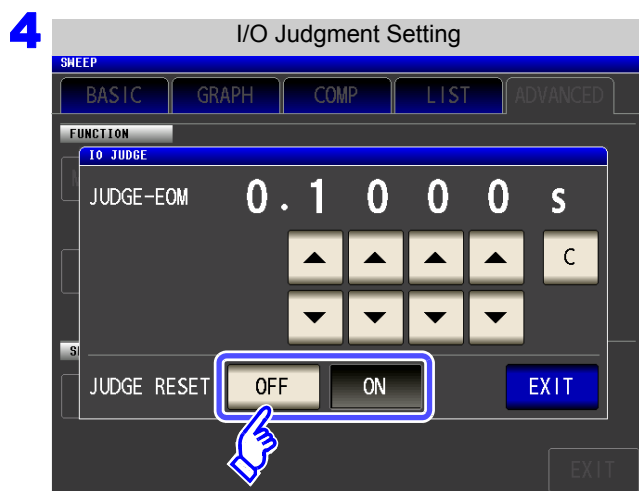 4
I/O Judgment Setting
SWEEP
BASIC GRAPH COMP LIST ADVANCED
FUNCTION
IO JUDGE
JUDGE-EOM 0.1000 s
C
JUDGE RESET OFF ON EXIT
EXIT